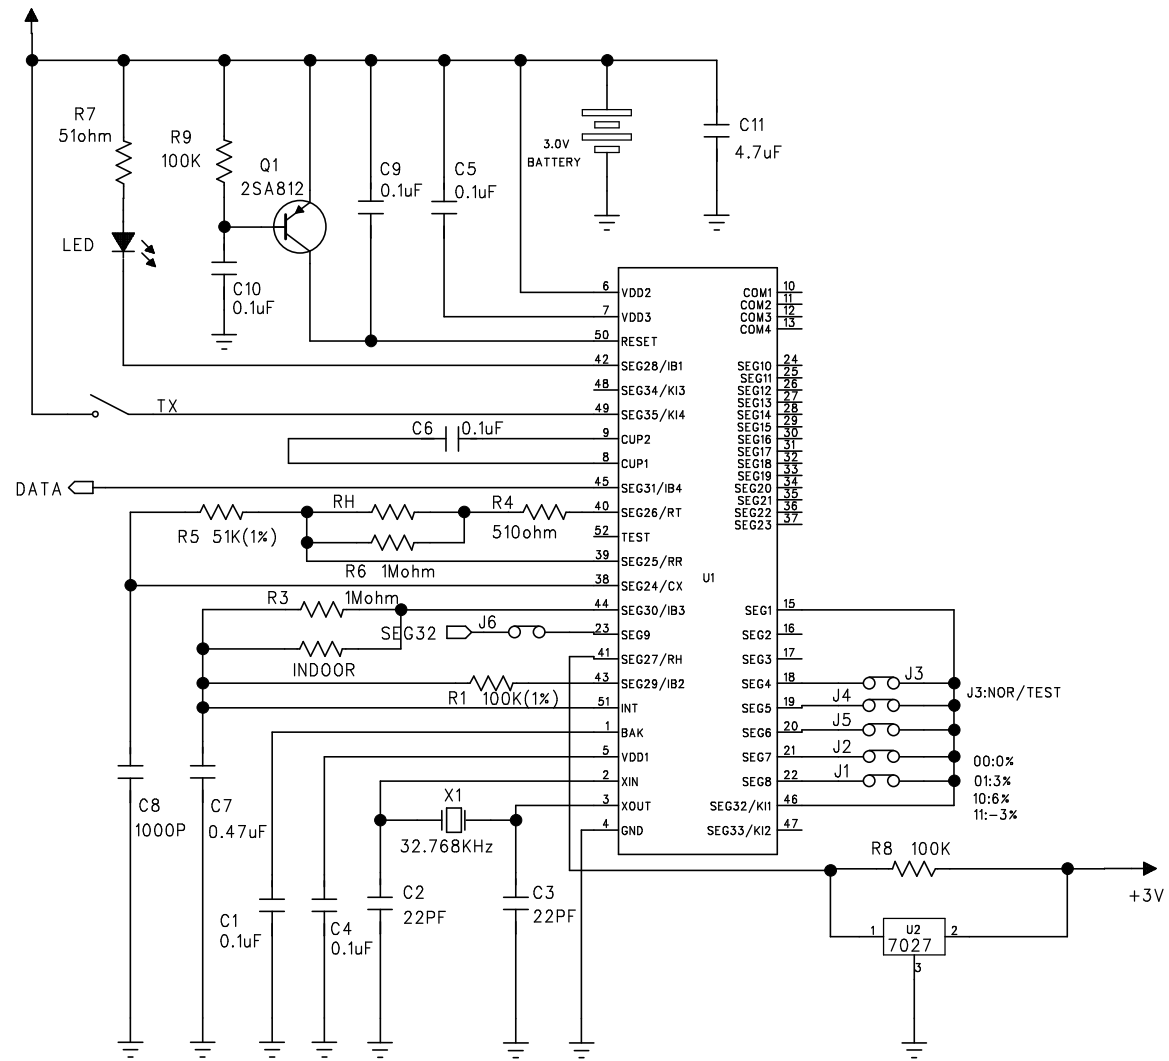 R7
51ohm
R9
100K
Q1
2SA812
C9
0.1uF
C5
0.1uF
3.0V
BATTERY
C11
4.7uF
LED
C10
0.1uF
6 VDD2
7 VDD3
50 RESET
42 SEG28/IB1
48 SEG34/KI3
TX
49 SEG35/KI4
C6 0.1uF
9 CUP2
8 CUP1
DATA
45 SEG31/IB4
RH
R4
40 SEG26/RT
R5 51K(1%)
510ohm
52 TEST
39 SEG25/RR
R6 1Mohm
38 SEG24/CX
R3 1Mohm
44 SEG30/IB3
SEG32
J6
23 SEG9
INDOOR
41 SEG27/RH
43 SEG29/IB2
R1 100K(1%)
51 INT
1 BAK
5 VDD1
2 XIN
X1
3 XOUT
32.768KHz
4 GND
U1
COM1 10
COM2 11
COM3 12
COM4 13
SEG10 24
SEG11 25
SEG12 26
SEG13 27
SEG14 28
SEG15 29
SEG16 30
SEG17 31
SEG18 32
SEG19 33
SEG20 34
SEG21 35
SEG22 36
SEG23 37
SEG1 15
SEG2 16
SEG3 17
SEG4 18
J3
J3:NOR/TEST
SEG5 19
J4
SEG6 20
J5
SEG7 21
J2
SEG8 22
J1
00:0%
01:3%
10:6%
11:-3%
SEG32/KI1 46
SEG33/KI2 47
C8
1000P
C7
0.47uF
C1
0.1uF
C4
0.1uF
C2
22PF
C3
22PF
R8 100K
+3V
1 U2 2
7027
3